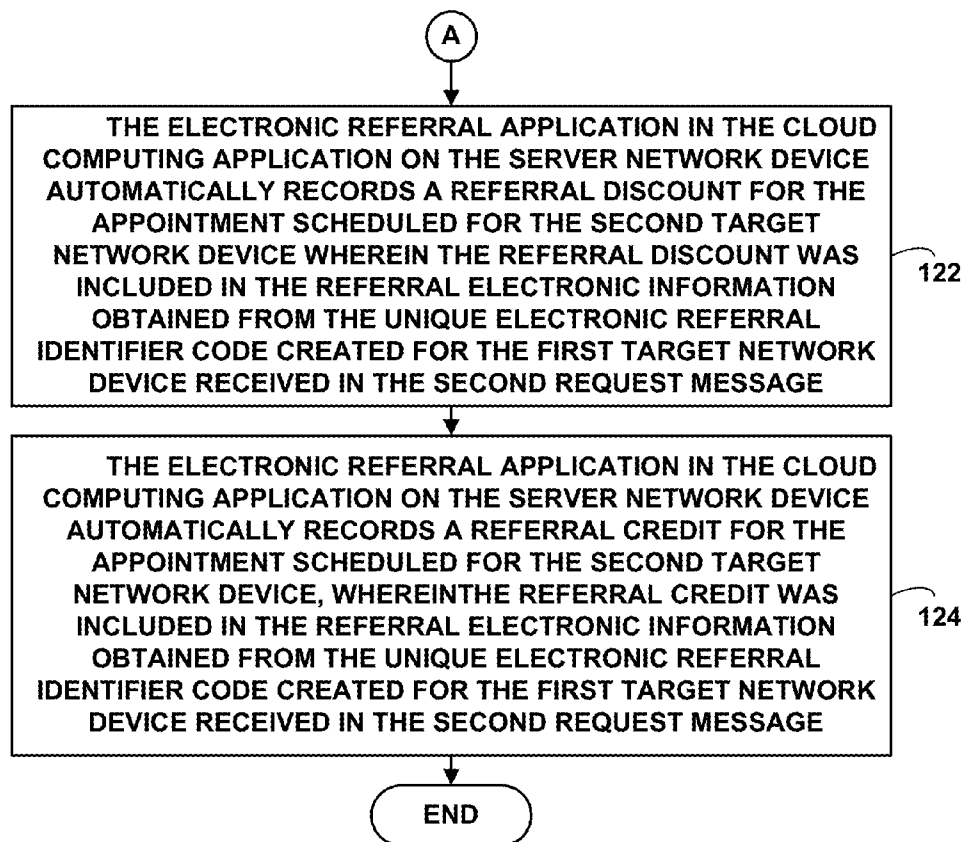 A
THE ELECTRONIC REFERRAL APPLICATION IN THE CLOUD
COMPUTING APPLICATION ON THE SERVER NETWORK DEVICE
AUTOMATICALLY RECORDS A REFERRAL DISCOUNT FOR THE
APPOINTMENT SCHEDULED FOR THE SECOND TARGET
NETWORK DEVICE WHEREIN THE REFERRAL DISCOUNT WAS
INCLUDED IN THE REFERRAL ELECTRONIC INFORMATION
OBTAINED FROM THE UNIQUE ELECTRONIC REFERRAL
IDENTIFIER CODE CREATED FOR THE FIRST TARGET NETWORK
DEVICE RECEIVED IN THE SECOND REQUEST MESSAGE
122
THE ELECTRONIC REFERRAL APPLICATION IN THE CLOUD
COMPUTING APPLICATION ON THE SERVER NETWORK DEVICE
AUTOMATICALLY RECORDS A REFERRAL CREDIT FOR THE
APPOINTMENT SCHEDULED FOR THE SECOND TARGET
NETWORK DEVICE, WHEREINTHE REFERRAL CREDIT WAS
INCLUDED IN THE REFERRAL ELECTRONIC INFORMATION
OBTAINED FROM THE UNIQUE ELECTRONIC REFERRAL
IDENTIFIER CODE CREATED FOR THE FIRST TARGET NETWORK
DEVICE RECEIVED IN THE SECOND REQUEST MESSAGE
124
END